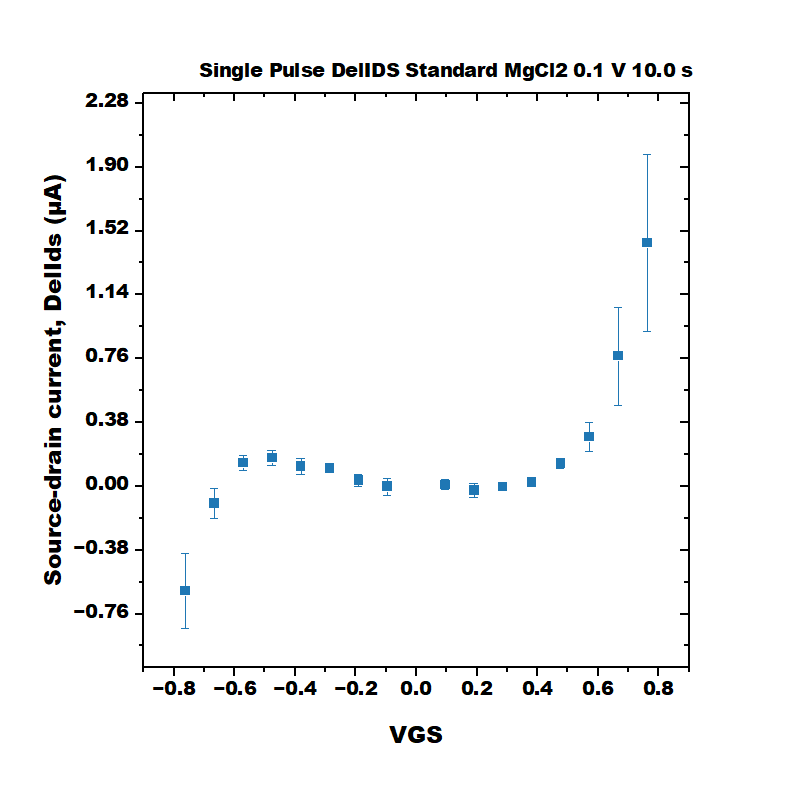 Single Pulse DelIDS Standard MgCl2 0.1 V 10.0 s
2.28
1.90
1.52
1.14
0.76
0.38
0.00
−0.38
−0.76
Source-drain current, DelIds (μA)
−0.8 −0.6 −0.4 −0.2 0.0 0.2 0.4 0.6 0.8
VGS